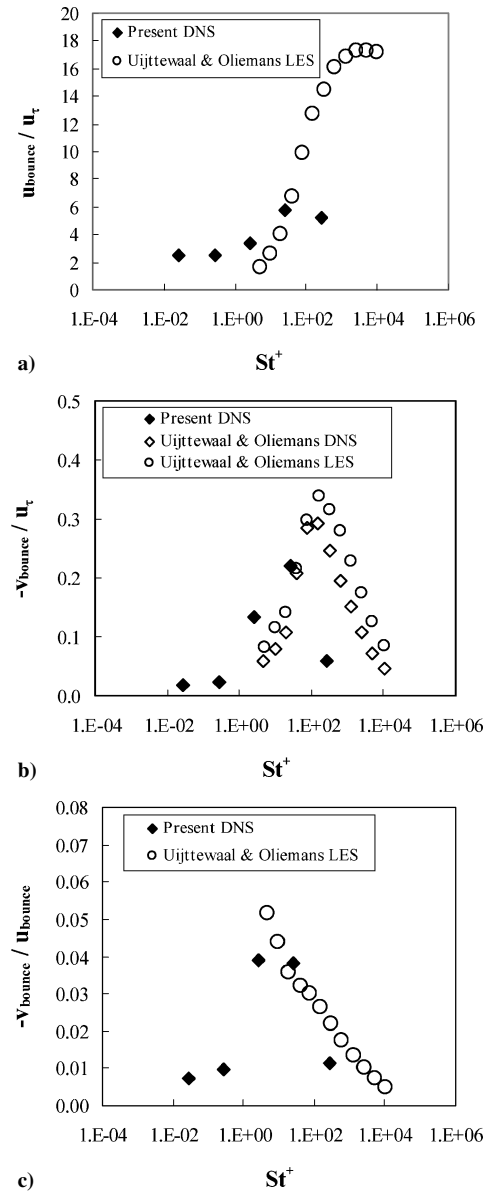 20
18
16
14
12
10
8
6
4
2
0
u_bounce / u_τ
◆ Present DNS
○ Uijttewaal & Oliemans LES
1.E-04 1.E-02 1.E+00 1.E+02 1.E+04 1.E+06
a) St⁺
0.5
0.4
0.3
0.2
0.1
0.0
-v_bounce / u_τ
◆ Present DNS
◇ Uijttewaal & Oliemans DNS
○ Uijttewaal & Oliemans LES
1.E-04 1.E-02 1.E+00 1.E+02 1.E+04 1.E+06
b) St⁺
0.08
0.07
0.06
0.05
0.04
0.03
0.02
0.01
0.00
-v_bounce / u_bounce
◆ Present DNS
○ Uijttewaal & Oliemans LES
1.E-04 1.E-02 1.E+00 1.E+02 1.E+04 1.E+06
c) St⁺